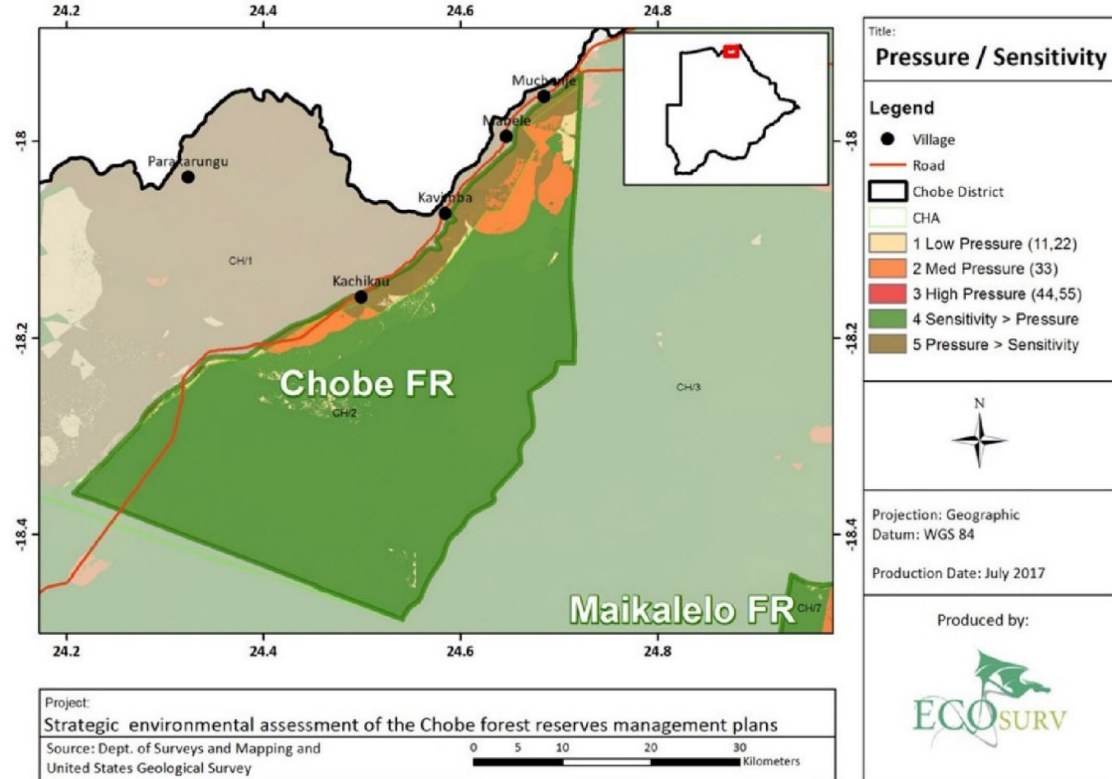 24.2 24.4 24.6 24.8
-18
-18
-18.2
-18.2
-18.4
-18.4
24.2 24.4 24.6 24.8
Muchenje
Mabele
Parakarungu
Kavimba
CH/1
Kachikau
Chobe FR
CH/2
CH/3
Maikalelo FR
CH/7
Title:
Pressure / Sensitivity
Legend
Village
Road
Chobe District
CHA
1 Low Pressure (11,22)
2 Med Pressure (33)
3 High Pressure (44,55)
4 Sensitivity > Pressure
5 Pressure > Sensitivity
N
Projection: Geographic
Datum: WGS 84
Production Date: July 2017
Produced by:
ECOSURV
Project:
Strategic environmental assessment of the Chobe forest reserves management plans
Source: Dept. of Surveys and Mapping and
United States Geological Survey
0 5 10 20 30
Kilometers